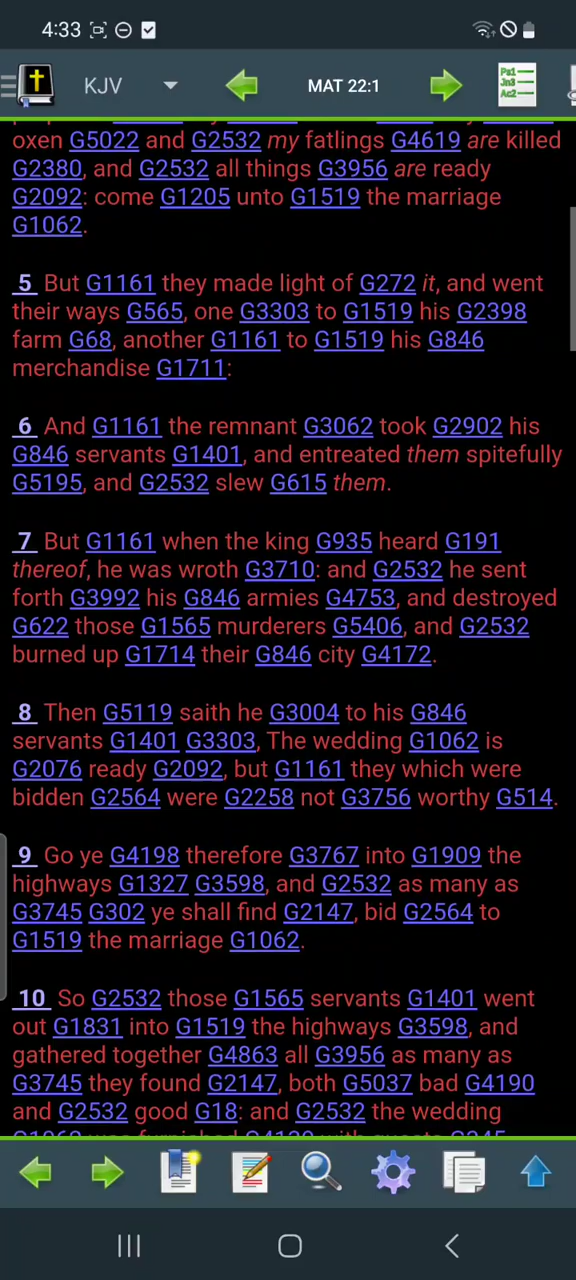 4:33
KJV
MAT 22:1
Ps1
Jn3
Ac2
oxen G5022 and G2532 my fatlings G4619 are killed
G2380, and G2532 all things G3956 are ready
G2092: come G1205 unto G1519 the marriage
G1062.
5 But G1161 they made light of G272 it, and went
their ways G565, one G3303 to G1519 his G2398
farm G68, another G1161 to G1519 his G846
merchandise G1711:
6 And G1161 the remnant G3062 took G2902 his
G846 servants G1401, and entreated them spitefully
G5195, and G2532 slew G615 them.
7 But G1161 when the king G935 heard G191
thereof, he was wroth G3710: and G2532 he sent
forth G3992 his G846 armies G4753, and destroyed
G622 those G1565 murderers G5406, and G2532
burned up G1714 their G846 city G4172.
8 Then G5119 saith he G3004 to his G846
servants G1401 G3303, The wedding G1062 is
G2076 ready G2092, but G1161 they which were
bidden G2564 were G2258 not G3756 worthy G514.
9 Go ye G4198 therefore G3767 into G1909 the
highways G1327 G3598, and G2532 as many as
G3745 G302 ye shall find G2147, bid G2564 to
G1519 the marriage G1062.
10 So G2532 those G1565 servants G1401 went
out G1831 into G1519 the highways G3598, and
gathered together G4863 all G3956 as many as
G3745 they found G2147, both G5037 bad G4190
and G2532 good G18: and G2532 the wedding